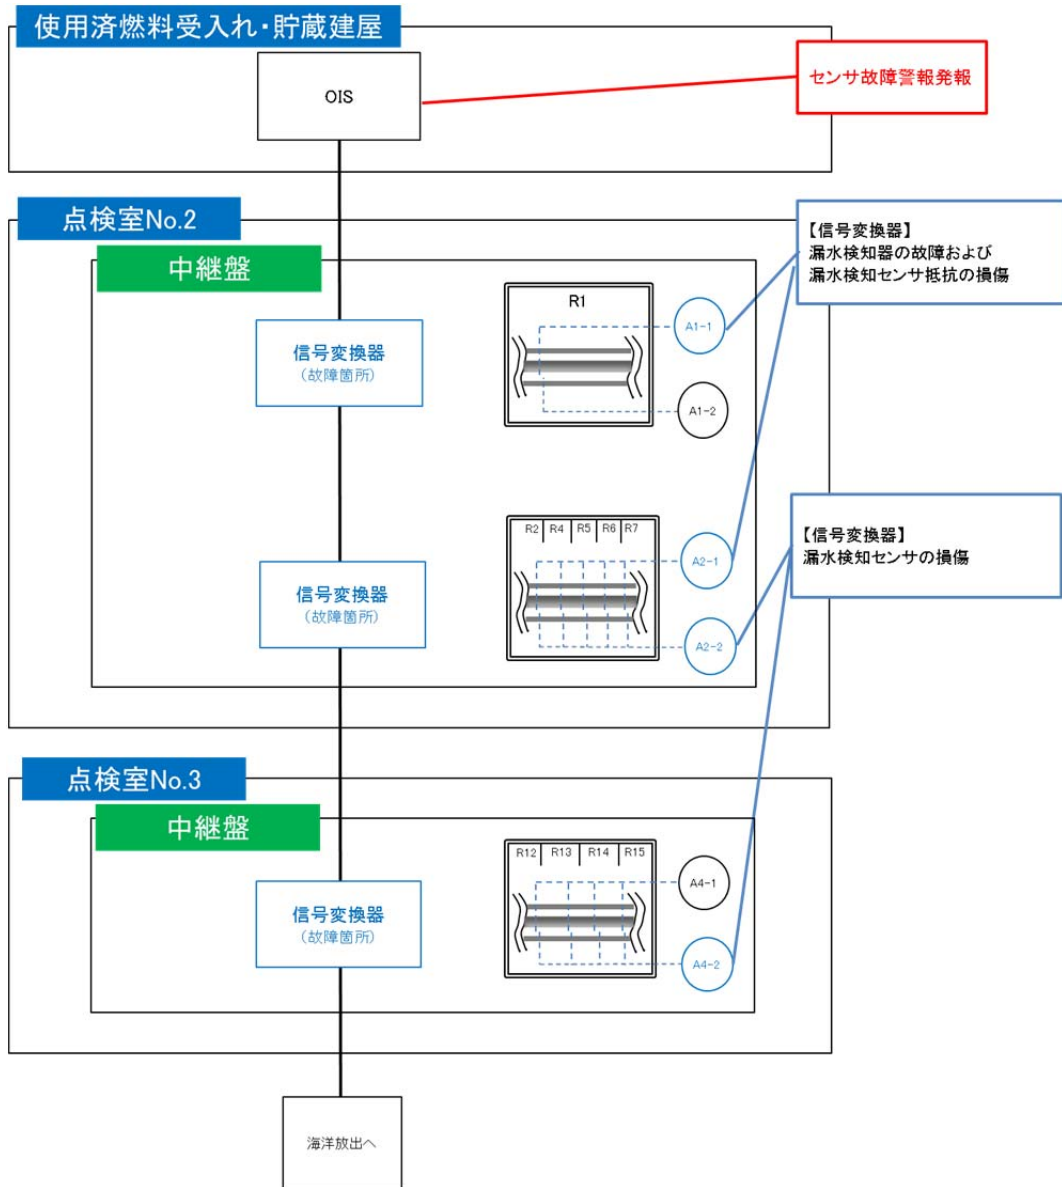 使用済燃料受入れ・貯蔵建屋
OIS
センサ故障警報発報
点検室No.2
中継盤
【信号変換器】
漏水検知器の故障および
漏水検知センサ抵抗の損傷
R1
A1-1
信号変換器
(故障箇所)
A1-2
R2 R4 R5 R6 R7
A2-1
信号変換器
(故障箇所)
A2-2
【信号変換器】
漏水検知センサの損傷
点検室No.3
中継盤
R12 R13 R14 R15
A4-1
信号変換器
(故障箇所)
A4-2
海洋放出へ